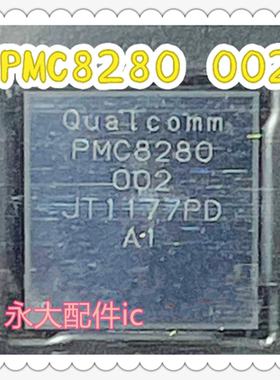 PMC8280 002
Qualcomm
PMC8280
002
JT1177PD
A1
永大配件ic